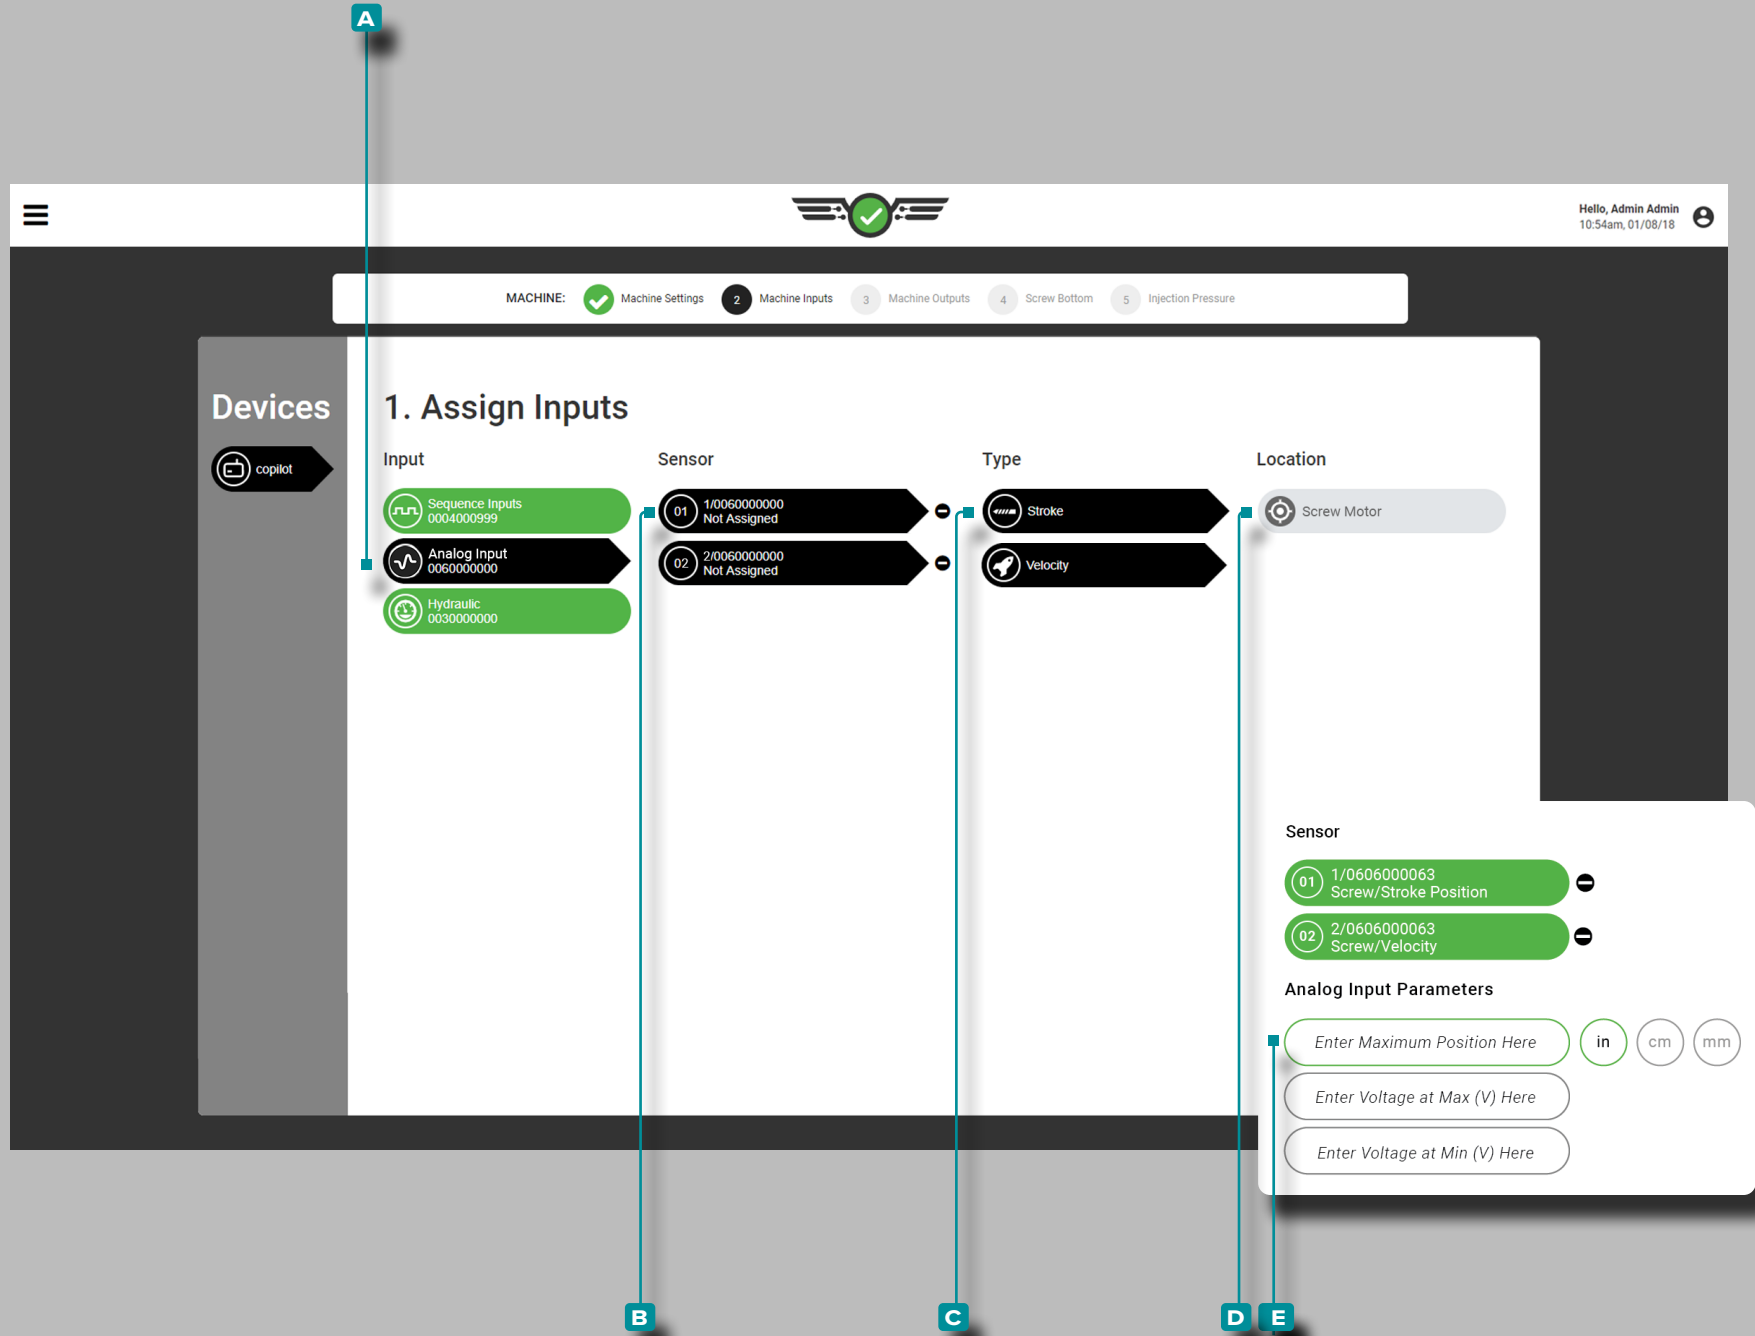 A
Hello, Admin Admin
10:54am, 01/08/18
MACHINE:
Machine Settings
2
Machine Inputs
3
Machine Outputs
4
Screw Bottom
5
Injection Pressure
Devices
copilot
1. Assign Inputs
Input
Sequence Inputs
0004000999
Analog Input
0060000000
Hydraulic
0030000000
Sensor
01
1/0060000000
Not Assigned
02
2/0060000000
Not Assigned
Type
Stroke
Velocity
Location
Screw Motor
Sensor
01
1/0606000063
Screw/Stroke Position
02
2/0606000063
Screw/Velocity
Analog Input Parameters
Enter Maximum Position Here
in
cm
mm
Enter Voltage at Max (V) Here
Enter Voltage at Min (V) Here
B
C
D
E